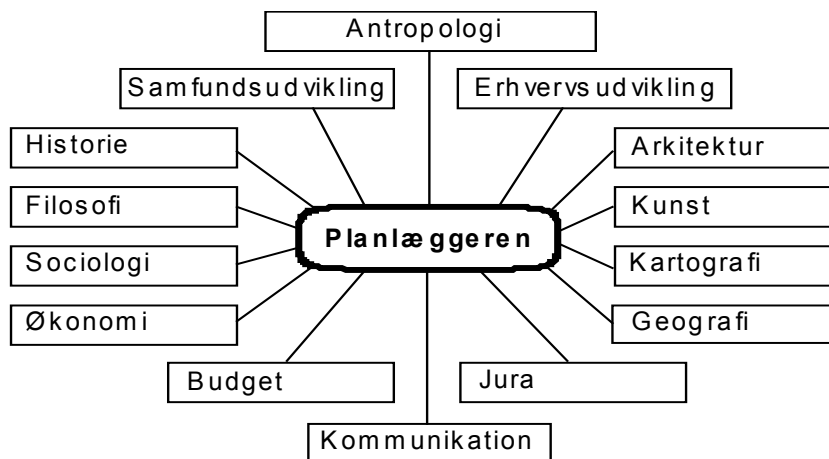 Antropologi
Samfundsudvikling
Erhvervsudvikling
Historie
Arkitektur
Filosofi
Kunst
Planlæggeren
Sociologi
Kartografi
Økonomi
Geografi
Budget
Jura
Kommunikation